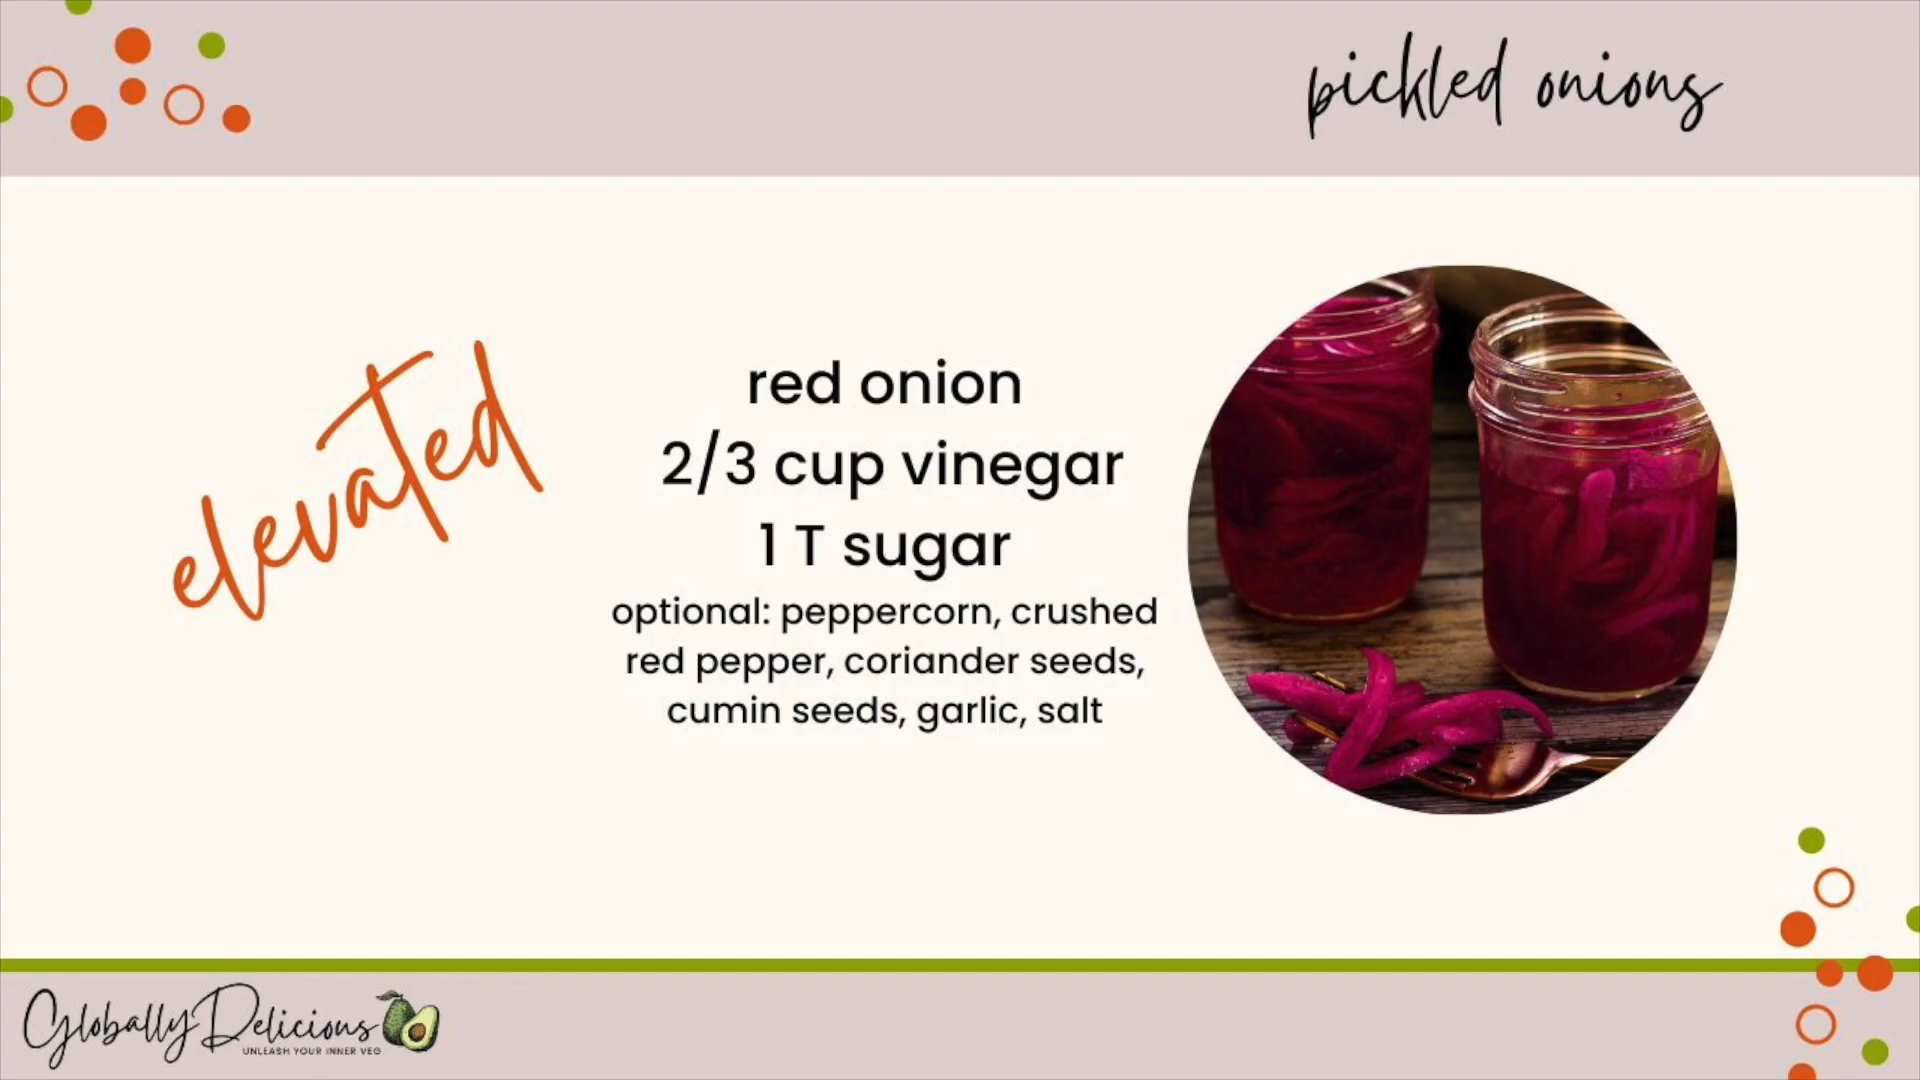 pickled onions
elevated
red onion
2/3 cup vinegar
1 T sugar
optional: peppercorn, crushed
red pepper, coriander seeds,
cumin seeds, garlic, salt
Globally Delicious
UNLEASH YOUR INNER VEG